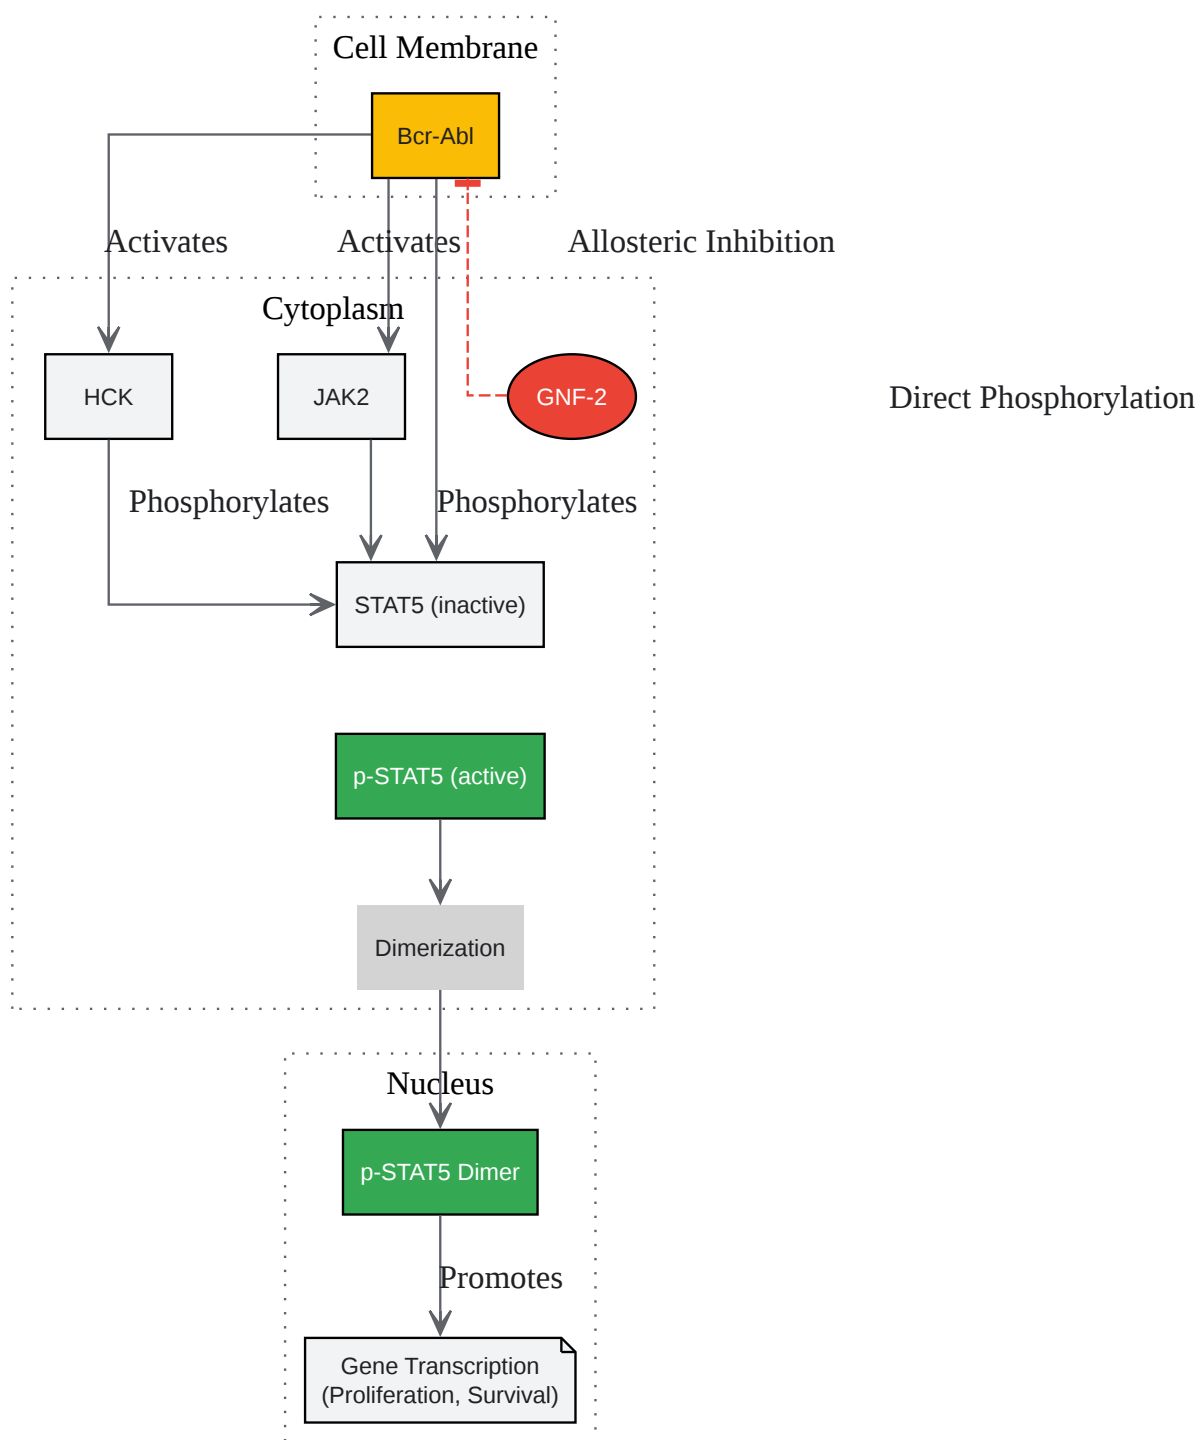 Cell Membrane
Bcr-Abl
Activates
Activates
Allosteric Inhibition
Cytoplasm
HCK
JAK2
GNF-2
Direct Phosphorylation
Phosphorylates
Phosphorylates
STAT5 (inactive)
p-STAT5 (active)
Dimerization
Nucleus
p-STAT5 Dimer
Promotes
Gene Transcription
(Proliferation, Survival)